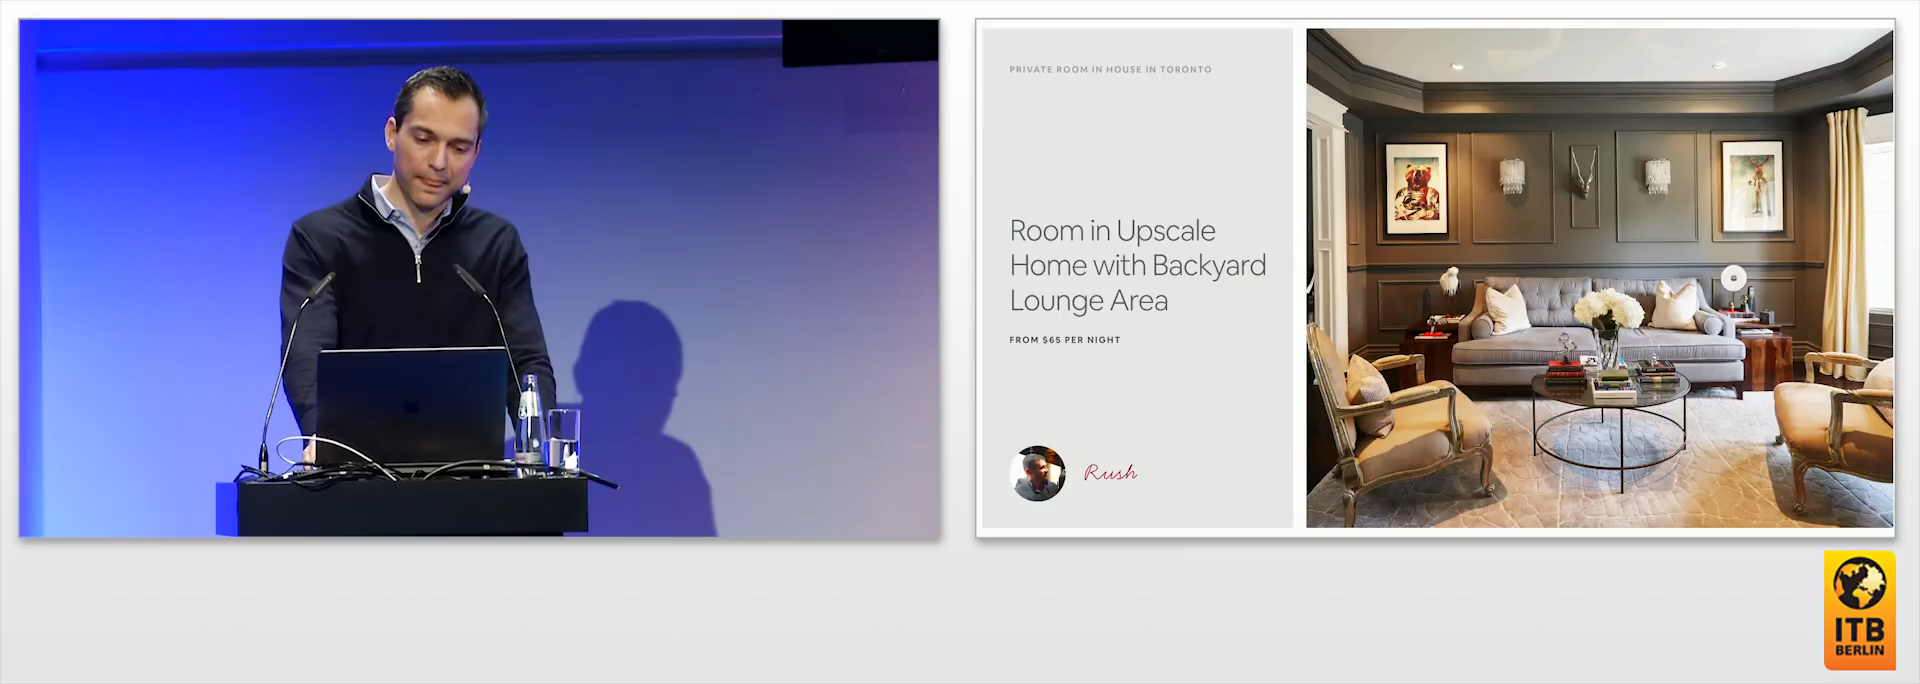 PRIVATE ROOM IN HOUSE IN TORONTO
Room in Upscale
Home with Backyard
Lounge Area
FROM $65 PER NIGHT
Rush
ITB
BERLIN